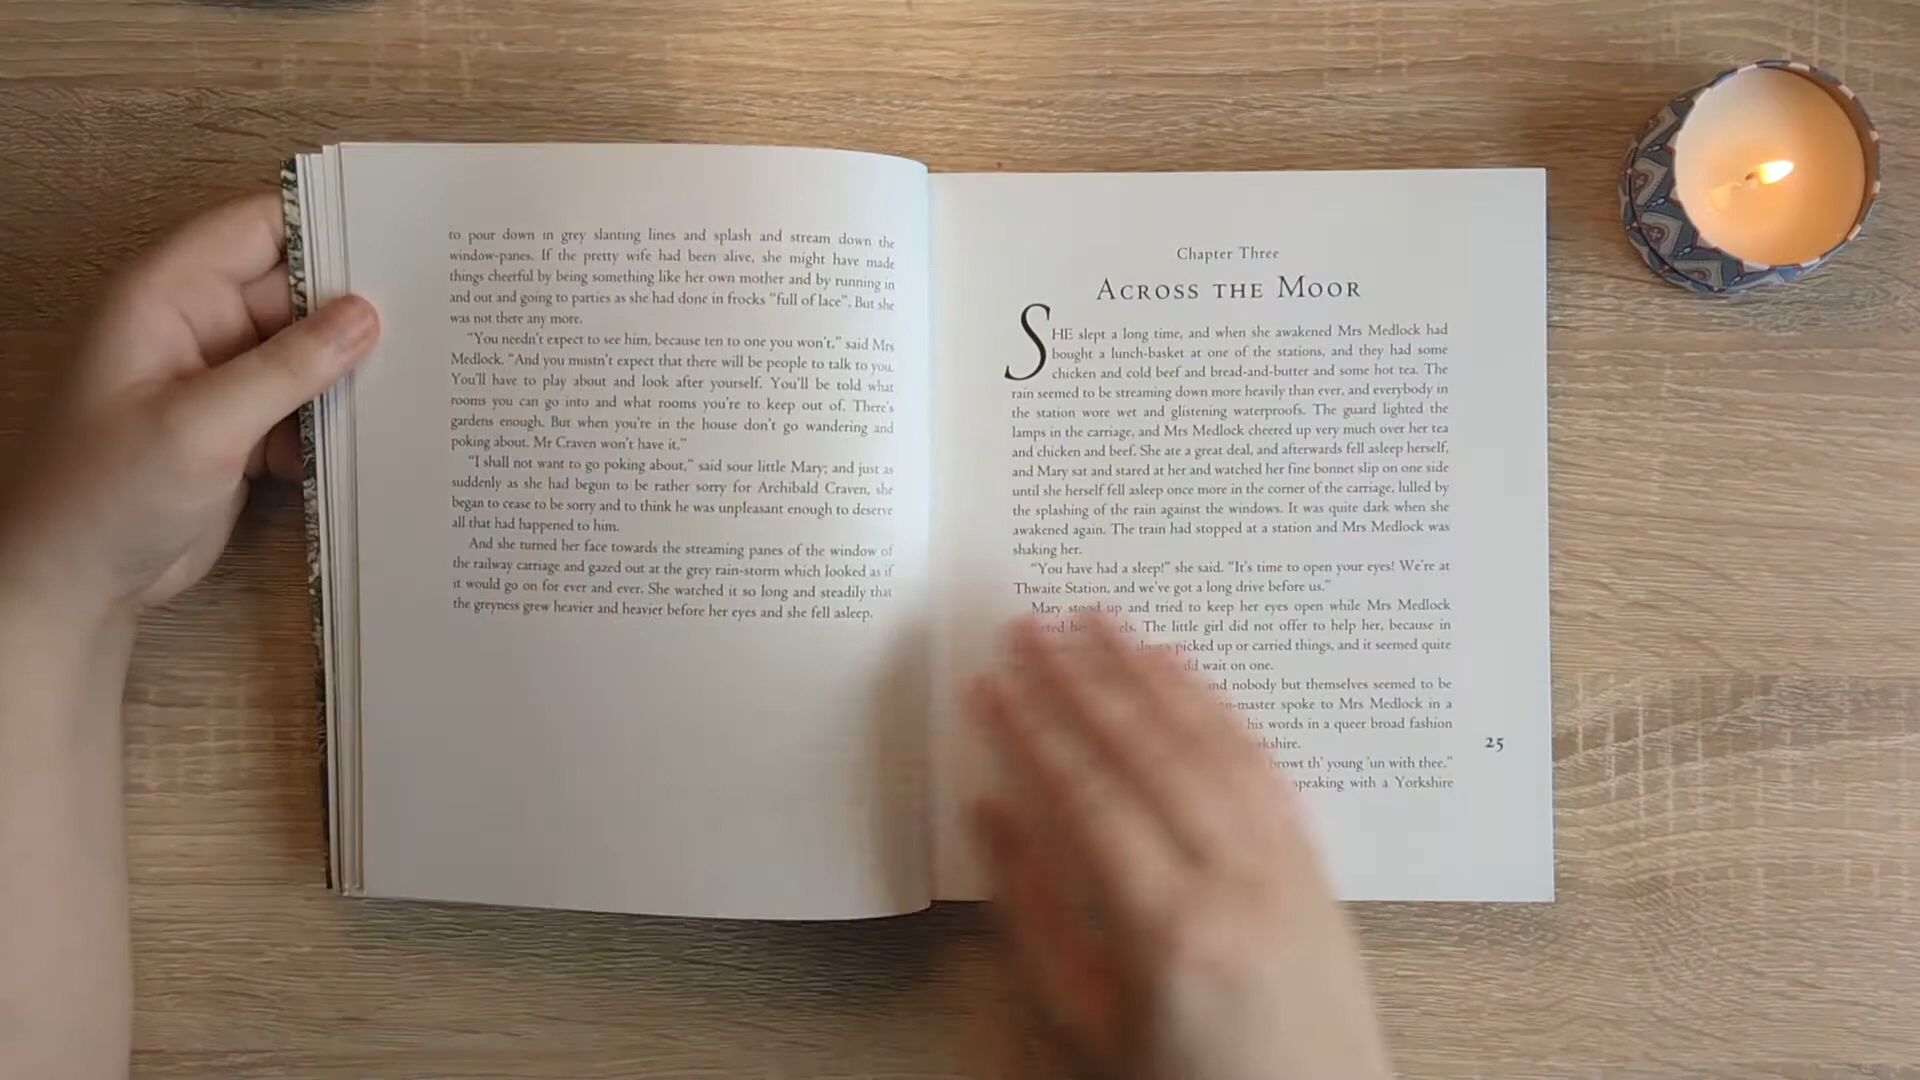 to pour down in grey slanting lines and splash and stream down the
window-panes. If the pretty wife had been alive, she might have made
things cheerful by being something like her own mother and by running in
and out and going to parties as she had done in frocks "full of lace". But she
was not there any more.
"You needn't expect to see him, because ten to one you won't," said Mrs
Medlock. "And you mustn't expect that there will be people to talk to you.
You'll have to play about and look after yourself. You'll be told what
rooms you can go into and what rooms you're to keep out of. There's
gardens enough. But when you're in the house don't go wandering and
poking about. Mr Craven won't have it."
"I shall not want to go poking about," said sour little Mary; and just as
suddenly as she had begun to be rather sorry for Archibald Craven, she
began to cease to be sorry and to think he was unpleasant enough to deserve
all that had happened to him.
And she turned her face towards the streaming panes of the window of
the railway carriage and gazed out at the grey rain-storm which looked as if
it would go on for ever and ever. She watched it so long and steadily that
the greyness grew heavier and heavier before her eyes and she fell asleep.
Chapter Three
ACROSS THE MOOR
SHE slept a long time, and when she awakened Mrs Medlock had
bought a lunch-basket at one of the stations, and they had some
chicken and cold beef and bread-and-butter and some hot tea. The
rain seemed to be streaming down more heavily than ever, and everybody in
the station wore wet and glistening waterproofs. The guard lighted the
lamps in the carriage, and Mrs Medlock cheered up very much over her tea
and chicken and beef. She ate a great deal, and afterwards fell asleep herself,
and Mary sat and stared at her and watched her fine bonnet slip on one side
until she herself fell asleep once more in the corner of the carriage, lulled by
the splashing of the rain against the windows. It was quite dark when she
awakened again. The train had stopped at a station and Mrs Medlock was
shaking her.
"You have had a sleep!" she said. "It's time to open your eyes! We're at
Thwaite Station, and we've got a long drive before us."
Mary stood up and tried to keep her eyes open while Mrs Medlock
The little girl did not offer to help her, because in
picked up or carried things, and it seemed quite
wait on one.
and nobody but themselves seemed to be
spoke to Mrs Medlock in a
his words in a queer broad fashion
th' young 'un with thee."
speaking with a Yorkshire
25